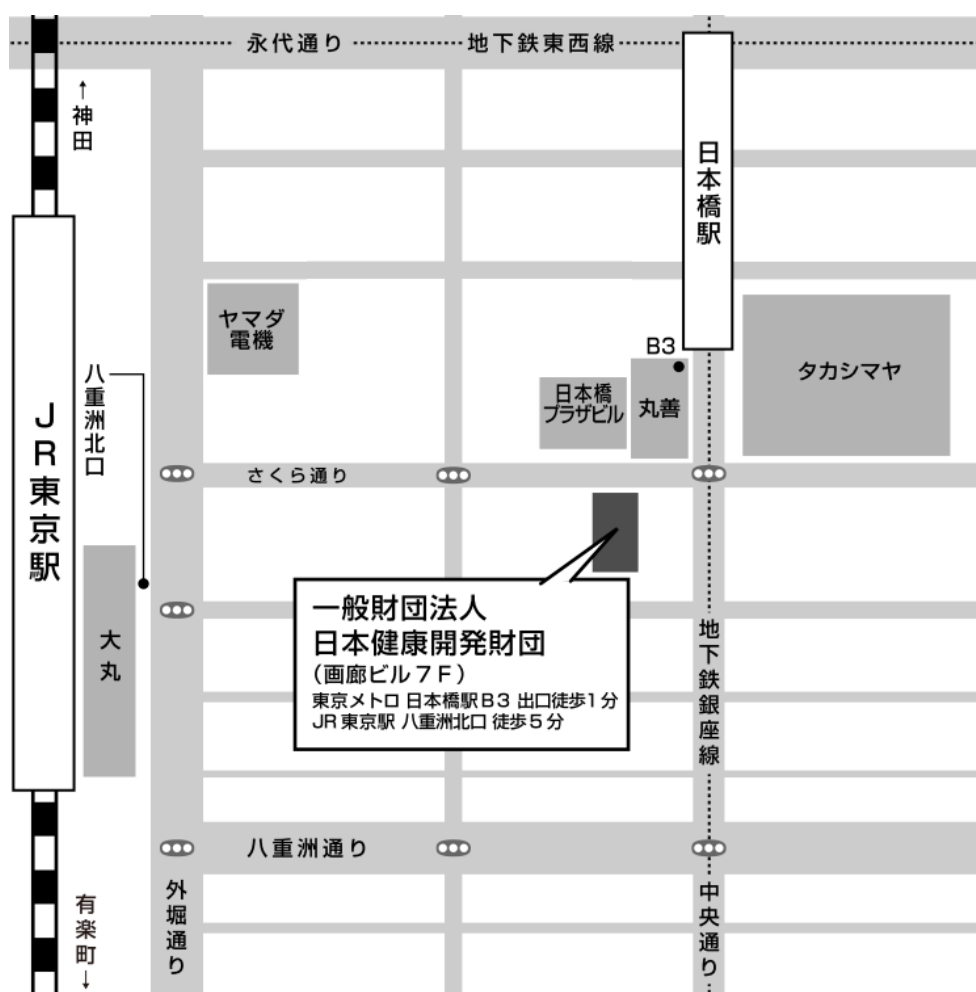 永代通り
地下鉄東西線
↑神田
日本橋駅
ヤマダ
電機
B3
八重洲北口
日本橋
プラザビル
丸善
タカシマヤ
JR東京駅
さくら通り
大丸
一般財団法人
日本健康開発財団
(画廊ビル7F)
東京メトロ 日本橋駅B3 出口徒歩1分
JR東京駅 八重洲北口 徒歩5分
地下鉄銀座線
八重洲通り
有楽町↓
外堀通り
中央通り